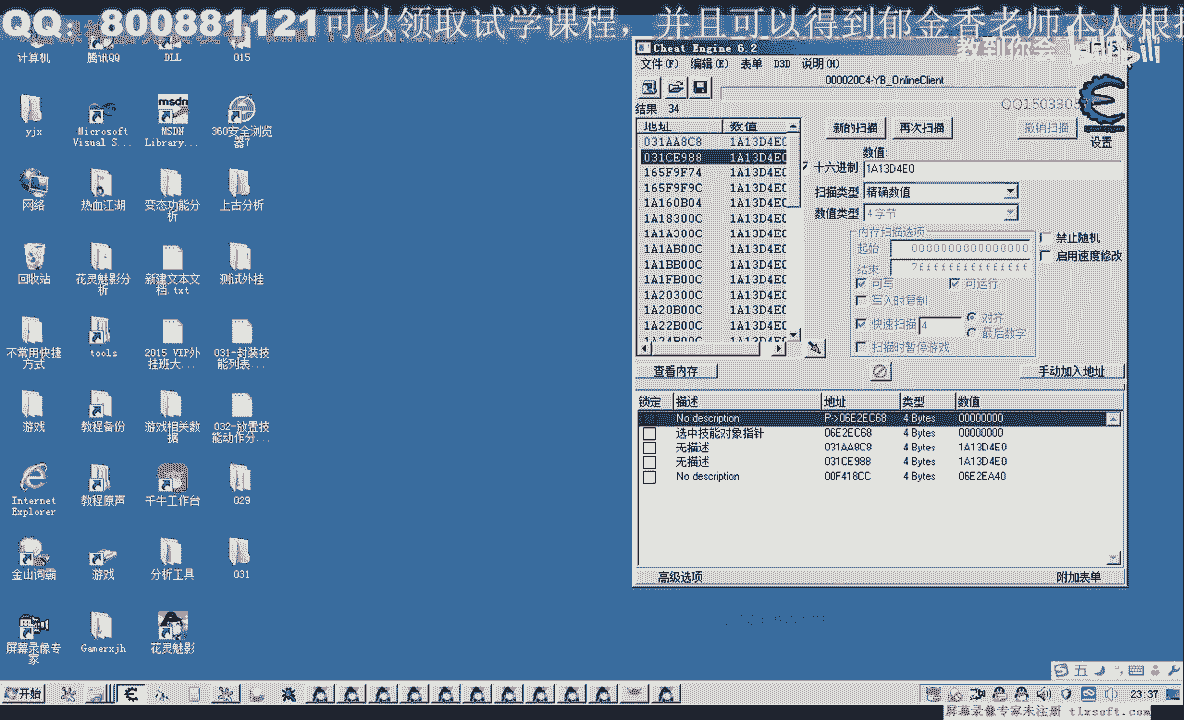 QQ：800881121可以领取试学课程，并且可以得到郁金香老师本人根据
教到你会
计算机
腾讯QQ
DLL
015
yjx
Microsoft Visual S...
MSDN Library...
360安全浏览器7
网络
热血江湖
变态功能分析
上古分析
回收站
花灵魅影分析
新建文本文档.txt
测试外挂
不常用快捷方式
tools
2015 VIP外挂班大...
031-封装技能列表...
游戏
教程备份
游戏相关数据
032-放置技能动作分...
Internet Explorer
教程原声
千牛工作台
029
金山词霸
游戏
分析工具
031
屏幕录像专家
Gamerxjh
花灵魅影
Cheat Engine 6.2
文件(F) 编辑(E) 表单 D3D 说明(H)
000020C4-YB_OnlineClient
结果 34
地址 数值
031AA8C8 1A13D4E0
031CE988 1A13D4E0
165F9F74 1A13D4E0
165F9F9C 1A13D4E0
1A160B04 1A13D4E0
1A18300C 1A13D4E0
1A1A300C 1A13D4E0
1A1AB00C 1A13D4E0
1A1BB00C 1A13D4E0
1A1FB00C 1A13D4E0
1A20300C 1A13D4E0
1A20B00C 1A13D4E0
1A22B00C 1A13D4E0
1A24B00C 1A13D4E0
新的扫描 再次扫描 撤销扫描
设置
数值:
十六进制 1A13D4E0
扫描类型 精确数值
数值类型 4 字节
内存扫描选项
起始 0000000000000000
结束 7fffffffffffffff
可写 可运行
写入时复制
快速扫描 4 对齐
最后数字
扫描时暂停游戏
禁止随机
启用速度修改
查看内存 手动加入地址
锁定 描述 地址 类型 数值
No description P->06E2EC68 4 Bytes 00000000
选中技能对象指针 06E2EC68 4 Bytes 00000000
无描述 031AA8C8 4 Bytes 1A13D4E0
无描述 031CE988 4 Bytes 1A13D4E0
No description 00F418CC 4 Bytes 06E2EA40
高级选项 附加表单
五
开始
23:37
屏幕录像专家未注册 tlxsoft.com